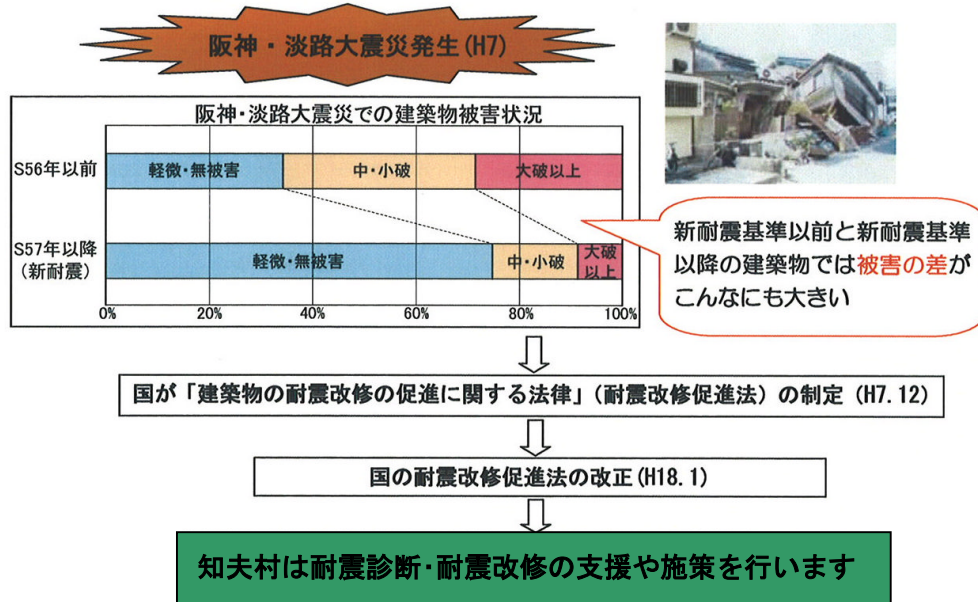 阪神・淡路大震災発生(H7)
阪神・淡路大震災での建築物被害状況
S56年以前
軽微・無被害
中・小破
大破以上
S57年以降
(新耐震)
軽微・無被害
中・小破
大破
以上
0%
20%
40%
60%
80%
100%
新耐震基準以前と新耐震基準
以降の建築物では被害の差が
こんなにも大きい
国が「建築物の耐震改修の促進に関する法律」(耐震改修促進法)の制定(H7.12)
国の耐震改修促進法の改正(H18.1)
知夫村は耐震診断・耐震改修の支援や施策を行います